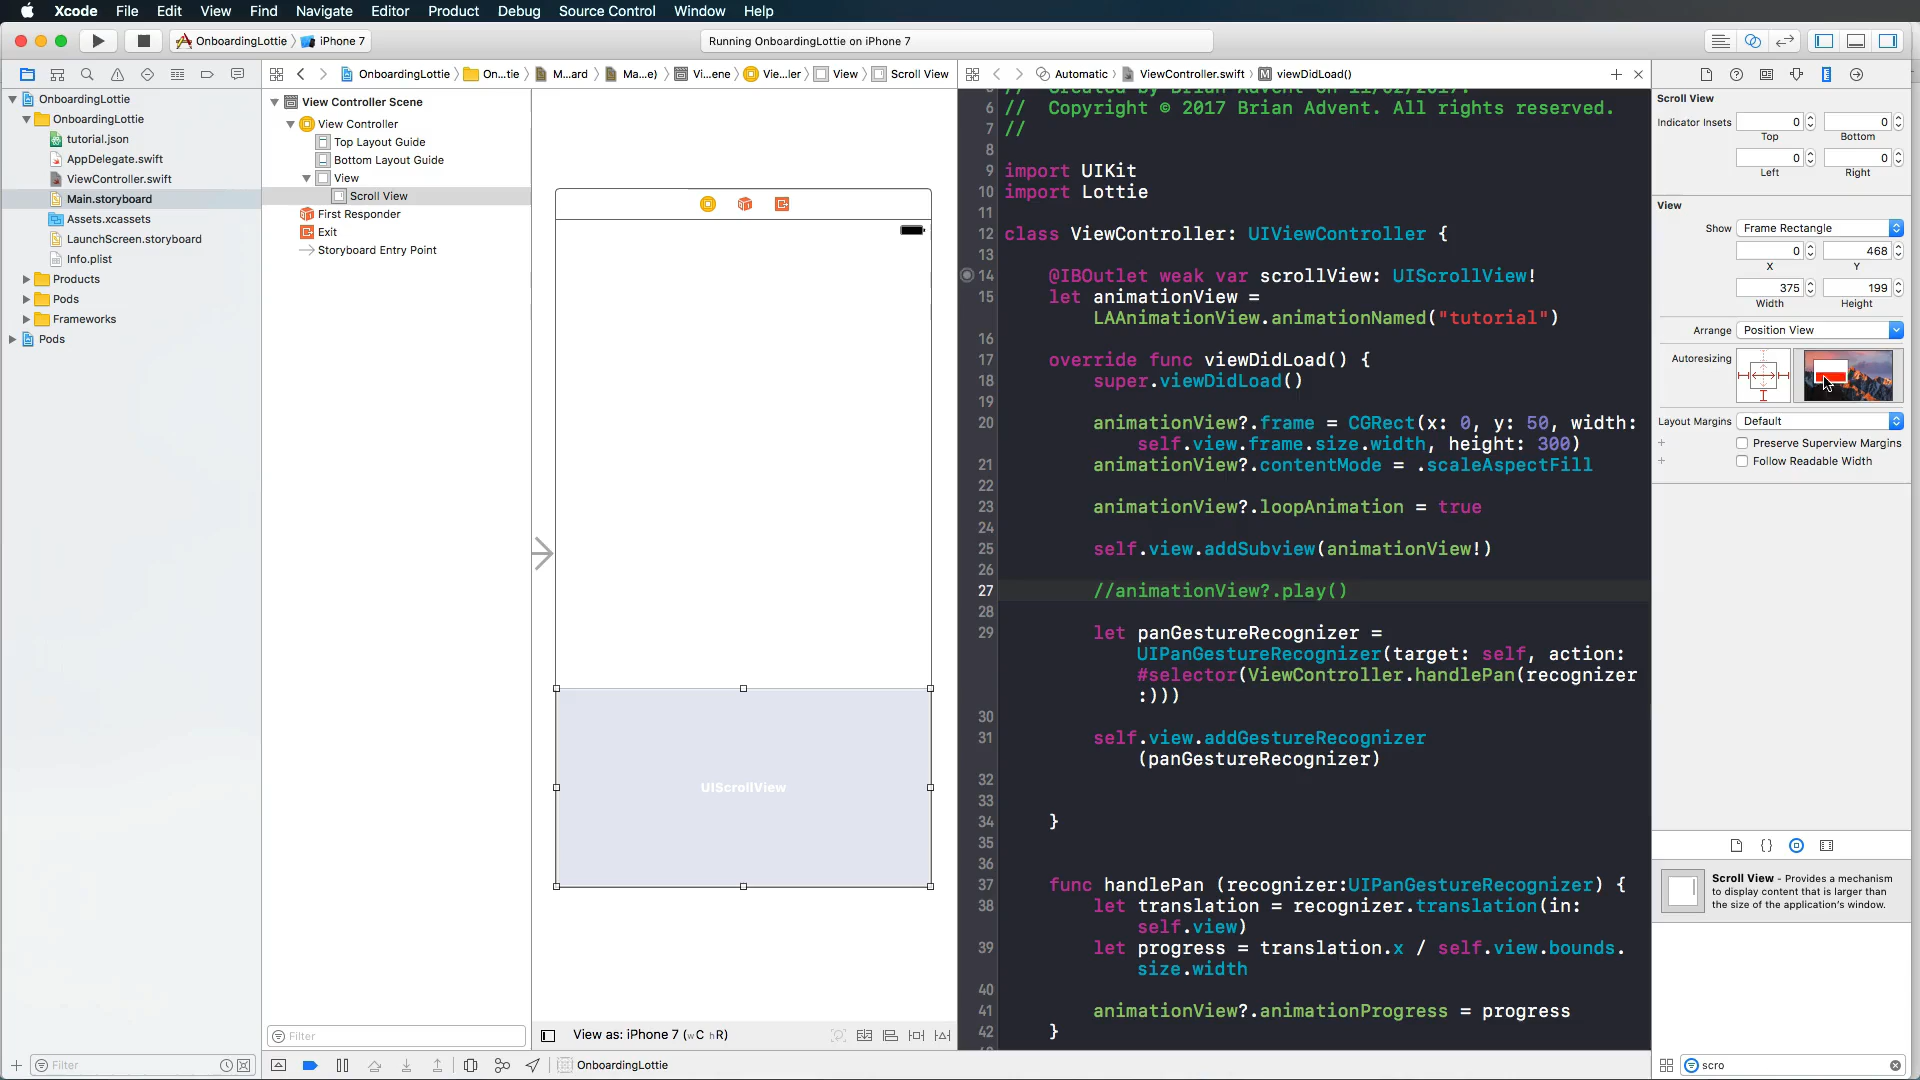 Xcode File Edit View Find Navigate Editor Product Debug Source Control Window Help
OnboardingLottie iPhone 7
Running OnboardingLottie on iPhone 7
OnboardingLottie On...tie M...ard Ma...e) Vi...ene Vie...ler View Scroll View
Automatic ViewController.swift viewDidLoad()
OnboardingLottie
OnboardingLottie
tutorial.json
AppDelegate.swift
ViewController.swift
Main.storyboard
Assets.xcassets
LaunchScreen.storyboard
Info.plist
Products
Pods
Frameworks
Pods
Filter
View Controller Scene
View Controller
Top Layout Guide
Bottom Layout Guide
View
Scroll View
First Responder
Exit
Storyboard Entry Point
Filter
UIScrollView
View as: iPhone 7 (wC hR)
OnboardingLottie
6 // Copyright © 2017 Brian Advent. All rights reserved.
7 //
8
9 import UIKit
10 import Lottie
11
12 class ViewController: UIViewController {
13
14 @IBOutlet weak var scrollView: UIScrollView!
15 let animationView =
LAAnimationView.animationNamed("tutorial")
16
17 override func viewDidLoad() {
18 super.viewDidLoad()
19
20 animationView?.frame = CGRect(x: 0, y: 50, width:
self.view.frame.size.width, height: 300)
21 animationView?.contentMode = .scaleAspectFill
22
23 animationView?.loopAnimation = true
24
25 self.view.addSubview(animationView!)
26
27 //animationView?.play()
28
29 let panGestureRecognizer =
UIPanGestureRecognizer(target: self, action:
#selector(ViewController.handlePan(recognizer
:)))
30
31 self.view.addGestureRecognizer
(panGestureRecognizer)
32
33
34 }
35
36
37 func handlePan (recognizer:UIPanGestureRecognizer) {
38 let translation = recognizer.translation(in:
self.view)
39 let progress = translation.x / self.view.bounds.
size.width
40
41 animationView?.animationProgress = progress
42 }
Scroll View
Indicator Insets 0 0
Top Bottom
0 0
Left Right
View
Show Frame Rectangle
0 468
X Y
375 199
Width Height
Arrange Position View
Autoresizing
Layout Margins Default
Preserve Superview Margins
Follow Readable Width
Scroll View - Provides a mechanism
to display content that is larger than
the size of the application's window.
scro